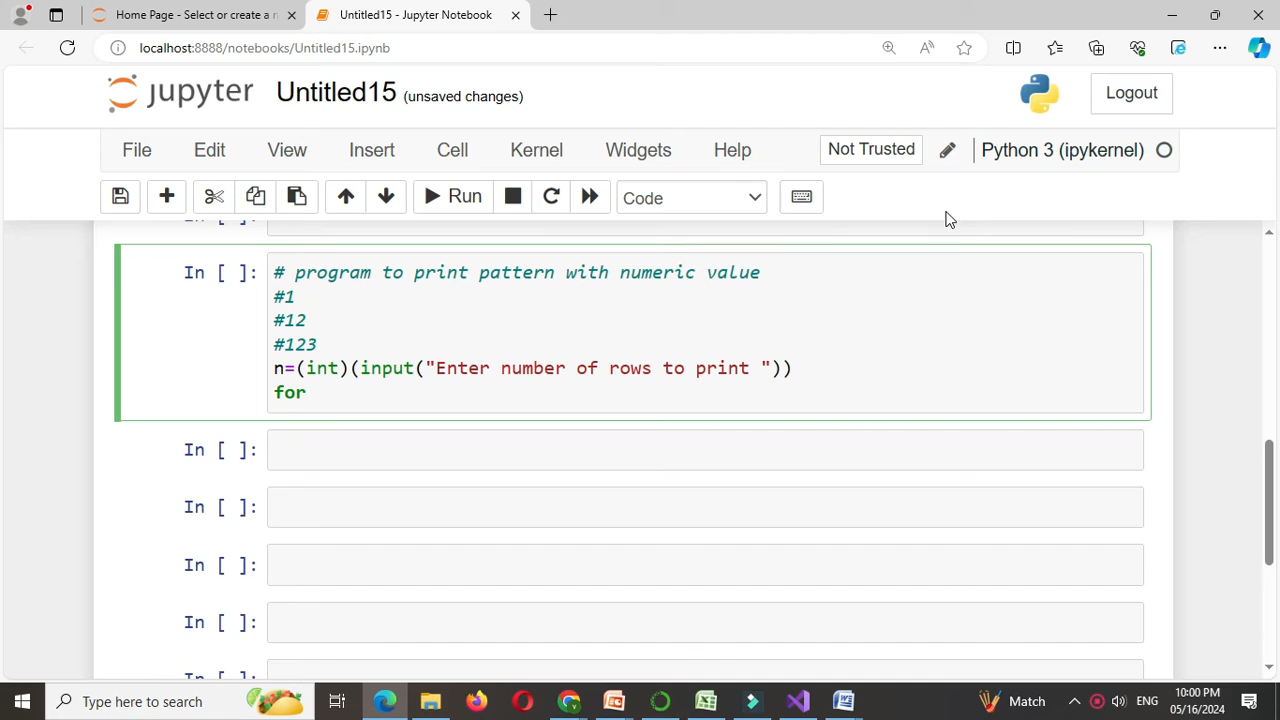 Home Page - Select or create a n
Untitled15 - Jupyter Notebook
localhost:8888/notebooks/Untitled15.ipynb
jupyter Untitled15 (unsaved changes)
Logout
File Edit View Insert Cell Kernel Widgets Help
Not Trusted
Python 3 (ipykernel)
Run
Code
In [ ]:
In [ ]: # program to print pattern with numeric value
#1
#12
#123
n=(int)(input("Enter number of rows to print "))
for
In [ ]:
In [ ]:
In [ ]:
In [ ]:
In [ ]:
Type here to search
Match
ENG
10:00 PM
05/16/2024